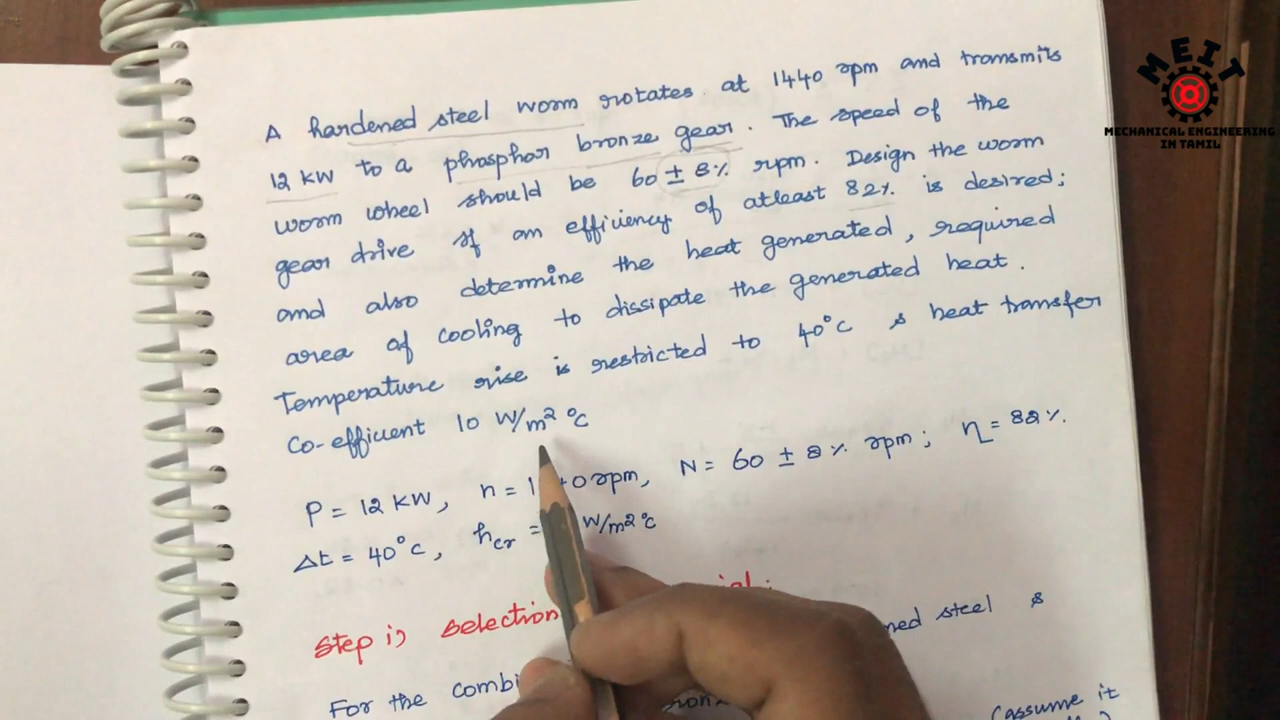 A hardened steel worm rotates at 1440 rpm and transmits
12 kW to a phosphor bronze gear. The speed of the
worm wheel should be 60 ± 8% rpm. Design the worm
gear drive if an efficiency of atleast 82% is desired;
and also determine the heat generated, required
area of cooling to dissipate the generated heat.
Temperature rise is restricted to 40°C & heat transfer
co-efficient 10 W/m² °C
P = 12 kW, n = 1 40 rpm, N = 60 ± 8% rpm; η = 82%.
Δt = 40°C, hcr = W/m²°C
Step i) Selection
For the combi steel &
(assume it
MEIT
MECHANICAL ENGINEERING
IN TAMIL